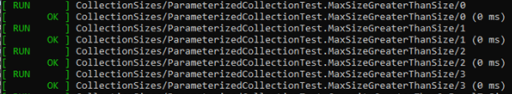 [ RUN      ] CollectionSizes/ParameterizedCollectionTest.MaxSizeGreaterThanSize/0
[       OK ] CollectionSizes/ParameterizedCollectionTest.MaxSizeGreaterThanSize/0 (0 ms)
[ RUN      ] CollectionSizes/ParameterizedCollectionTest.MaxSizeGreaterThanSize/1
[       OK ] CollectionSizes/ParameterizedCollectionTest.MaxSizeGreaterThanSize/1 (0 ms)
[ RUN      ] CollectionSizes/ParameterizedCollectionTest.MaxSizeGreaterThanSize/2
[       OK ] CollectionSizes/ParameterizedCollectionTest.MaxSizeGreaterThanSize/2 (0 ms)
[ RUN      ] CollectionSizes/ParameterizedCollectionTest.MaxSizeGreaterThanSize/3
[       OK ] CollectionSizes/ParameterizedCollectionTest.MaxSizeGreaterThanSize/3 (0 ms)